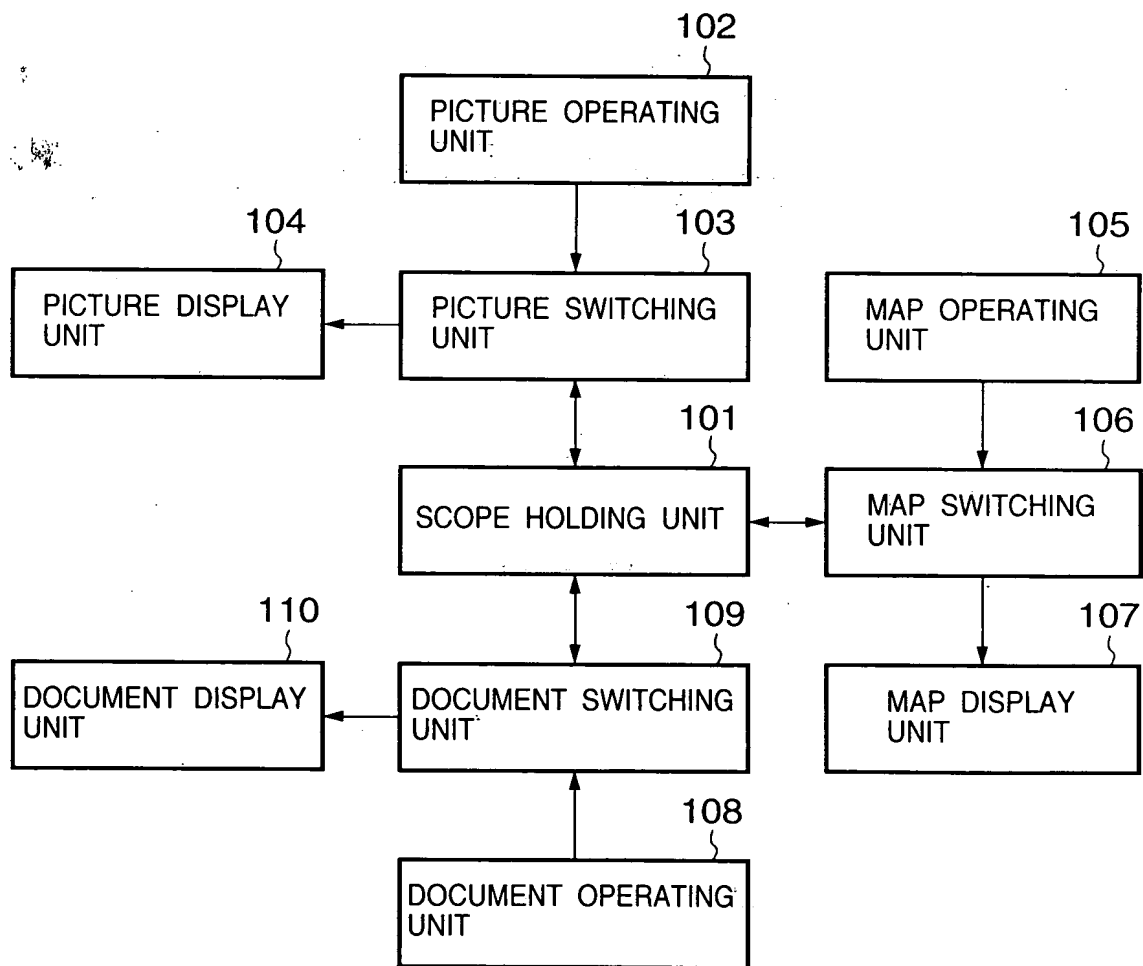 102
PICTURE OPERATING
UNIT
104
103
105
PICTURE DISPLAY
UNIT
PICTURE SWITCHING
UNIT
MAP OPERATING
UNIT
101
106
SCOPE HOLDING UNIT
MAP SWITCHING
UNIT
110
109
107
DOCUMENT DISPLAY
UNIT
DOCUMENT SWITCHING
UNIT
MAP DISPLAY
UNIT
108
DOCUMENT OPERATING
UNIT